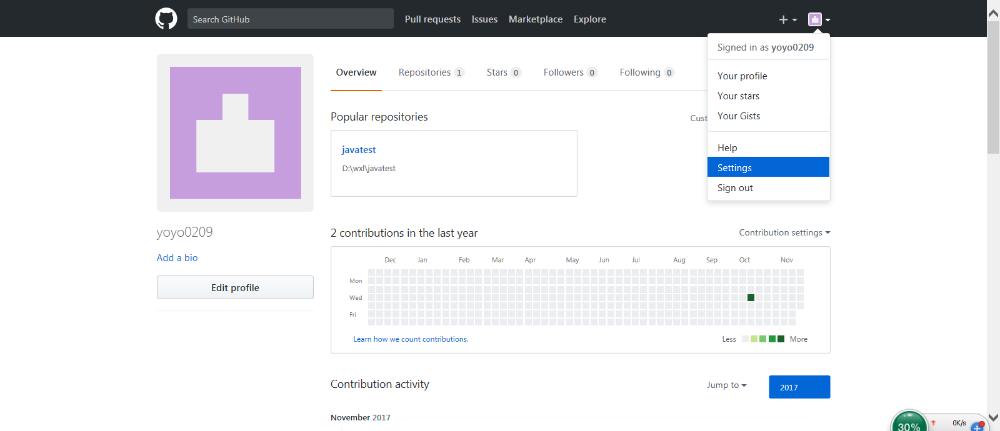 Search GitHub
Pull requests Issues Marketplace Explore
Signed in as yoyo0209
Your profile
Your stars
Your Gists
Help
Settings
Sign out
Overview Repositories 1 Stars 0 Followers 0 Following 0
Popular repositories
Cust
javatest
D:\wxl\javatest
yoyo0209
Add a bio
Edit profile
2 contributions in the last year
Contribution settings
Dec Jan Feb Mar Apr May Jun Jul Aug Sep Oct Nov
Mon
Wed
Fri
Learn how we count contributions.
Less More
Contribution activity
Jump to
2017
November 2017
30%
0K/s